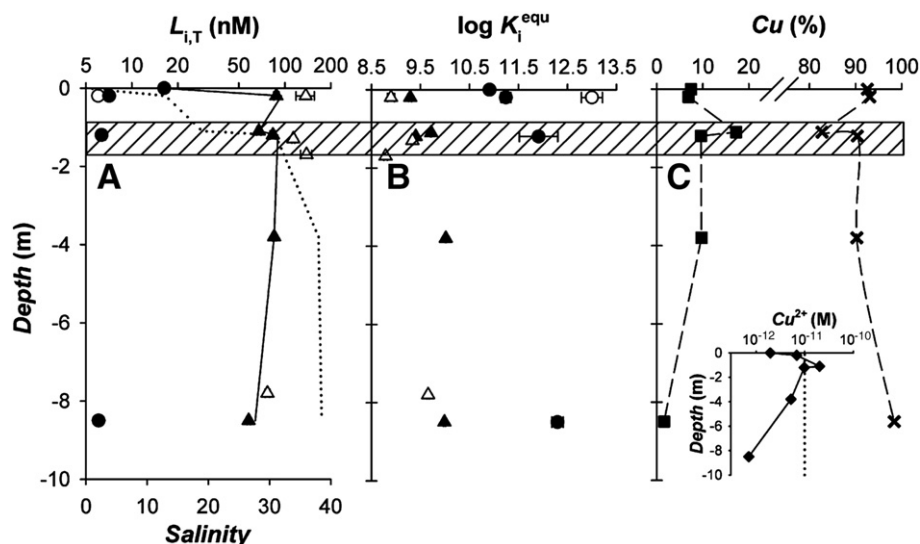 L i,T (nM) log K i equ Cu (%)
5 10 20 50 100 200 8.5 9.5 10.5 11.5 12.5 13.5 0 10 20 80 90 100
0
-2
A B C
-4
Depth (m)
-6
-8
-10
Cu2+ (M)
10-12 10-11 10-10
0
-2
-4
Depth (m)
-6
-8
-10
0 10 20 30 40
Salinity